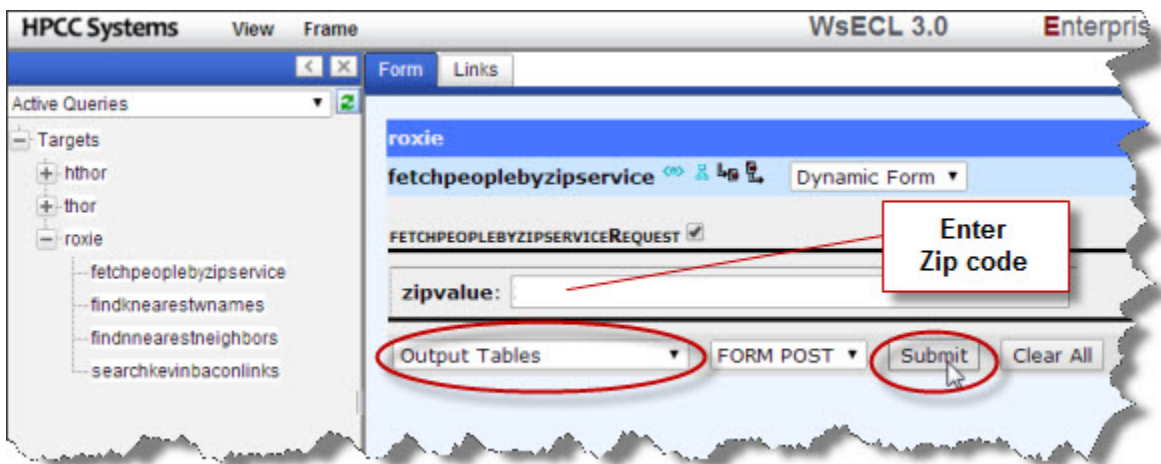 HPCC Systems View Frame WsECL 3.0 Enterpris
Form Links
Active Queries
Targets
hthor
thor
roxie
fetchpeoplebyzipservice
findknearestwnames
findnnearestneighbors
searchkevinbaconlinks
roxie
fetchpeoplebyzipservice Dynamic Form
FETCHPEOPLEBYZIPSERVICEREQUEST
Enter
Zip code
zipvalue:
Output Tables FORM POST Submit Clear All